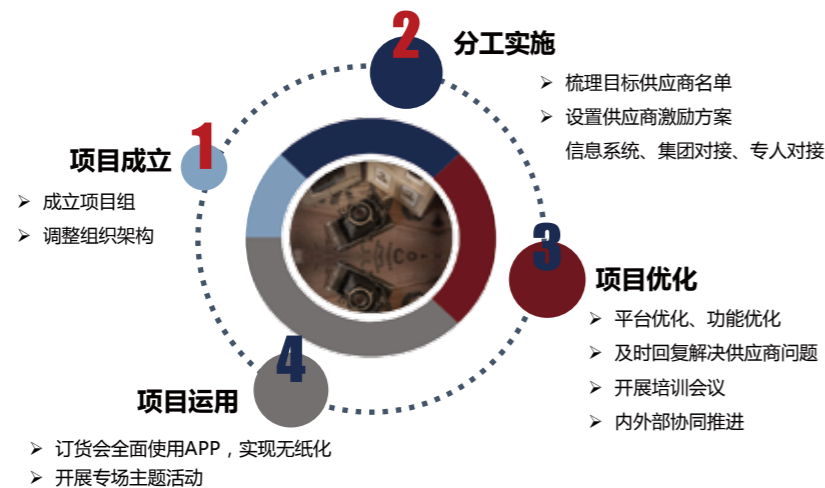 1
项目成立
➢ 成立项目组
➢ 调整组织架构
2
分工实施
➢ 梳理目标供应商名单
➢ 设置供应商激励方案
信息系统、集团对接、专人对接
3
项目优化
➢ 平台优化、功能优化
➢ 及时回复解决供应商问题
➢ 开展培训会议
➢ 内外部协同推进
4
项目运用
➢ 订货会全面使用APP，实现无纸化
➢ 开展专场主题活动